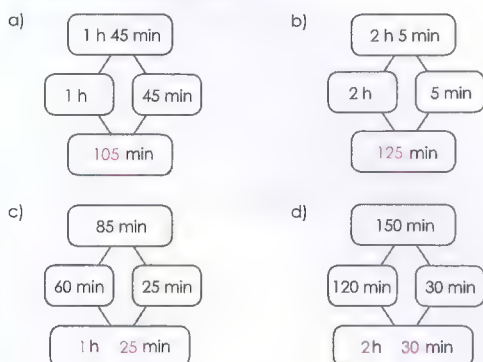 a)
1 h 45 min
1 h
45 min
105 min
b)
2 h 5 min
2 h
5 min
125 min
c)
85 min
60 min
25 min
1 h 25 min
d)
150 min
120 min
30 min
2 h 30 min